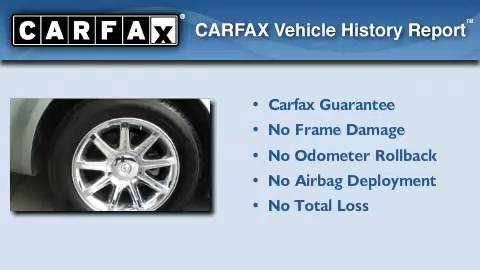 CARFAX® CARFAX Vehicle History Report™
• Carfax Guarantee
• No Frame Damage
• No Odometer Rollback
• No Airbag Deployment
• No Total Loss